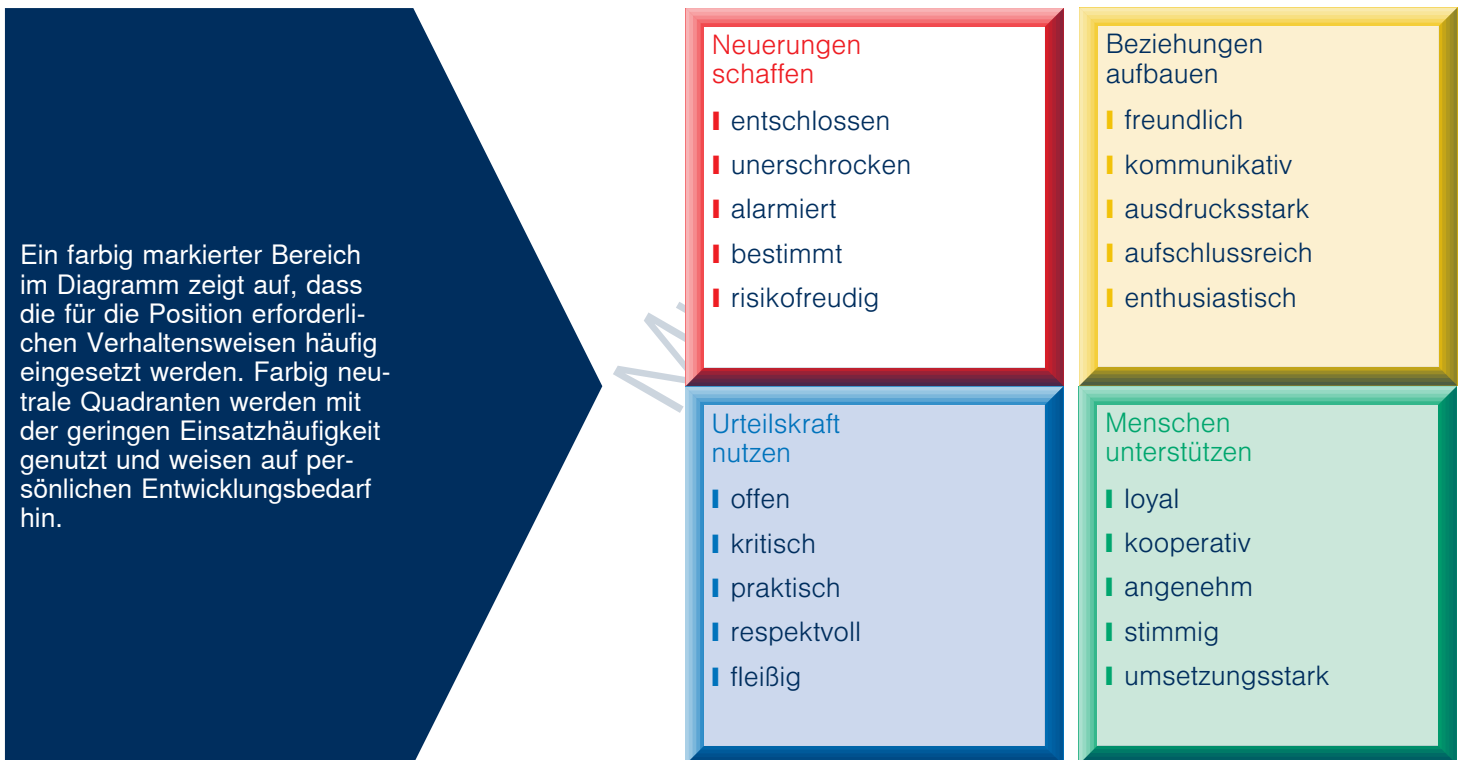 Ein farbig markierter Bereich
im Diagramm zeigt auf, dass
die für die Position erforderli-
chen Verhaltensweisen häufig
eingesetzt werden. Farbig neu-
trale Quadranten werden mit
der geringen Einsatzhäufigkeit
genutzt und weisen auf per-
sönlichen Entwicklungsbedarf
hin.
Neuerungen
schaffen
entschlossen
unerschrocken
alarmiert
bestimmt
risikofreudig
Beziehungen
aufbauen
freundlich
kommunikativ
ausdrucksstark
aufschlussreich
enthusiastisch
Urteilskraft
nutzen
offen
kritisch
praktisch
respektvoll
fleißig
Menschen
unterstützen
loyal
kooperativ
angenehm
stimmig
umsetzungsstark